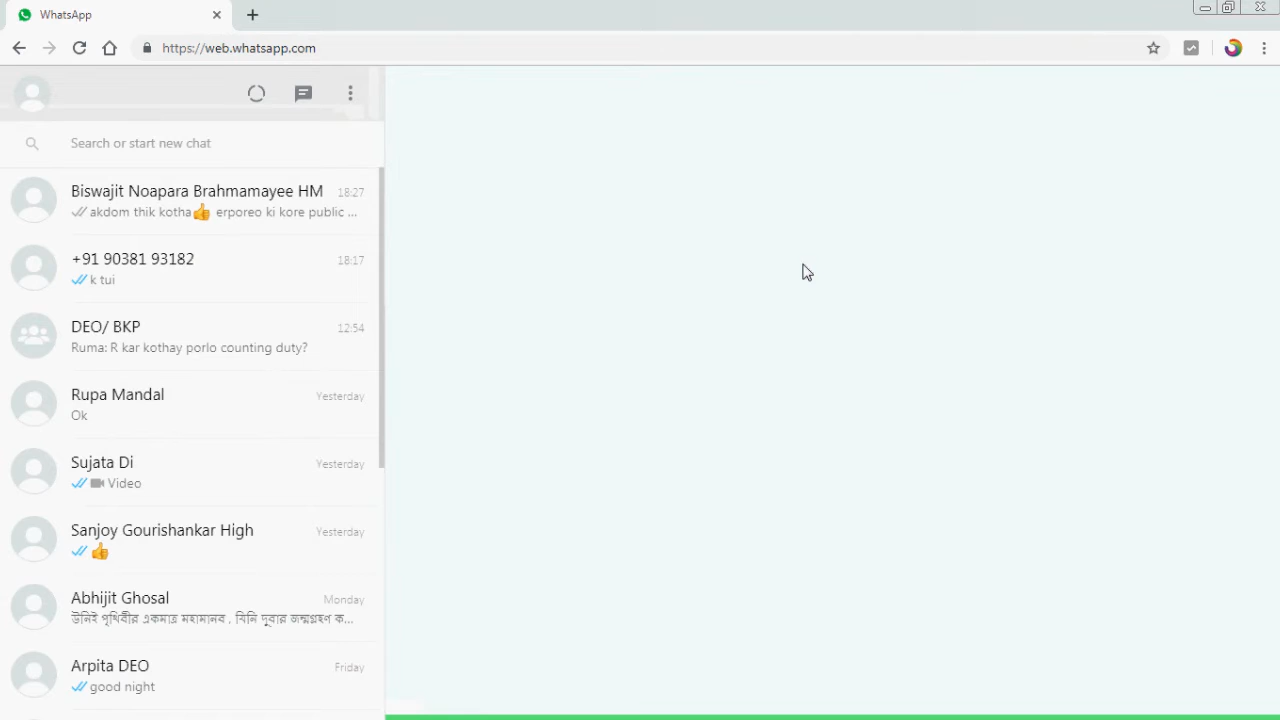 WhatsApp
https://web.whatsapp.com
Search or start new chat
Biswajit Noapara Brahmamayee HM 18:27
akdom thik kotha👍 erporeo ki kore public ...
+91 90381 93182 18:17
k tui
DEO/ BKP 12:54
Ruma: R kar kothay porlo counting duty?
Rupa Mandal Yesterday
Ok
Sujata Di Yesterday
Video
Sanjoy Gourishankar High Yesterday
👍
Abhijit Ghosal Monday
উনিই পৃথিবীর একমাত্র মহামানব , যিনি দুবার জন্মগ্রহণ ক...
Arpita DEO Friday
good night